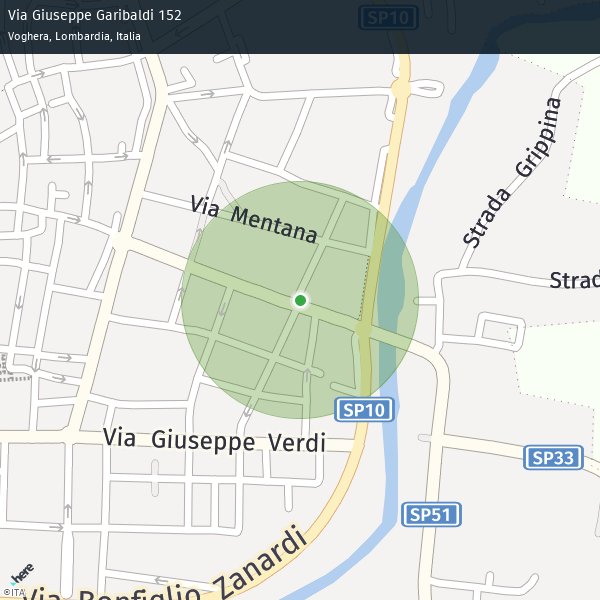 Via Giuseppe Garibaldi 152
Voghera, Lombardia, Italia
SP10
Strada Grippina
Via Mentana
SP10
Via Giuseppe Verdi
SP33
SP51
Via Bonfiglio Zanardi
here
©ITA